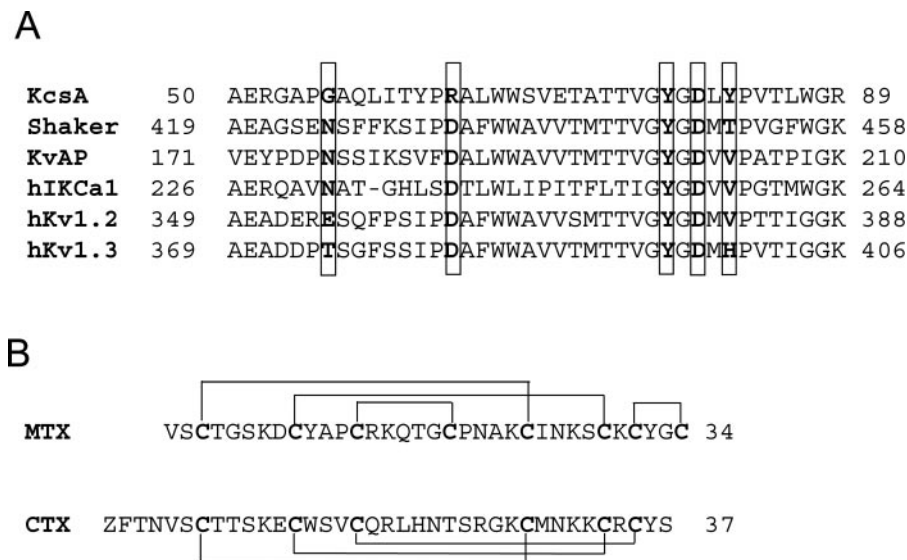 A
KcsA 50 AERGAPGAQLITYPRALWWSVETATTVGYGDLYPVTLWGR 89
Shaker 419 AEAGSENSFFKSIPDAFWWAVVTMTTVGYGDMTPVGFWGK 458
KvAP 171 VEYPDPNSSIKSVFDALWWAVVTATTVGYGDVVPATPIGK 210
hIKCa1 226 AERQAVNAT-GHLSDTLWLIPITFLTIGYGDVVPGTMWGK 264
hKv1.2 349 AEADERESQFPSIPDAFWWAVVSMTTVGYGDMVPTTIGGK 388
hKv1.3 369 AEADDPTSGFSSIPDAFWWAVVTMTTVGYGDMHPVTIGGK 406
B
MTX VSCTGSKDCYAPCRKQTGCPNAKCINKSCKCYGC 34
CTX ZFTNVSCTTSKECWSVCQRLHNTSRGKCMNKKCRCYS 37